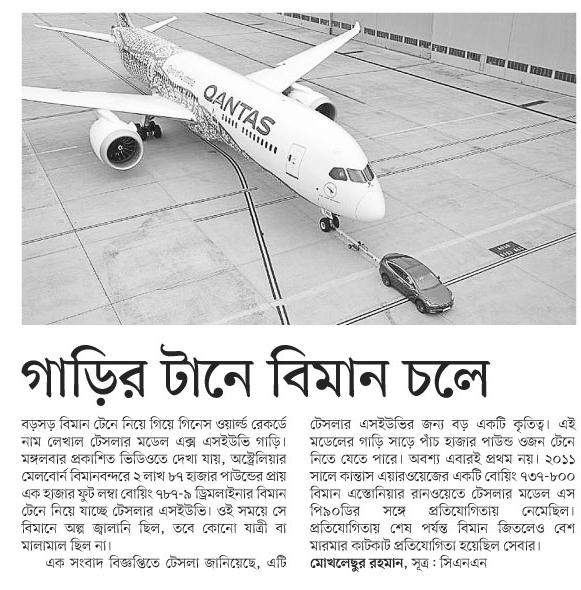 QANTAS
গাড়ির টানে বিমান চলে
বড়সড় বিমান টেনে নিয়ে গিয়ে গিনেস ওয়ার্ল্ড রেকর্ডে
নাম লেখাল টেসলার মডেল এক্স এসইউভি গাড়ি।
মঙ্গলবার প্রকাশিত ভিডিওতে দেখা যায়, অস্ট্রেলিয়ার
মেলবোর্ন বিমানবন্দরে ২ লাখ ৮৭ হাজার পাউন্ডের প্রায়
এক হাজার ফুট লম্বা বোয়িং ৭৮৭-৯ ড্রিমলাইনার বিমান
টেনে নিয়ে যাচ্ছে টেসলার এসইউভি। ওই সময়ে সে
বিমানে অল্প জ্বালানি ছিল, তবে কোনো যাত্রী বা
মালামাল ছিল না।
এক সংবাদ বিজ্ঞপ্তিতে টেসলা জানিয়েছে, এটি
টেসলার এসইউভির জন্য বড় একটি কৃতিত্ব। এই
মডেলের গাড়ি সাড়ে পাঁচ হাজার পাউন্ড ওজন টেনে
নিতে যেতে পারে। অবশ্য এবারই প্রথম নয়। ২০১১
সালে কান্তাস এয়ারওয়েজের একটি বোয়িং ৭৩৭-৮০০
বিমান এস্তোনিয়ার রানওয়েতে টেসলার মডেল এস
পি৯০ডির সঙ্গে প্রতিযোগিতায় নেমেছিল।
প্রতিযোগিতায় শেষ পর্যন্ত বিমান জিতলেও বেশ
মারমার কাটকাট প্রতিযোগিতা হয়েছিল সেবার।
মোখলেছুর রহমান, সূত্র : সিএনএন